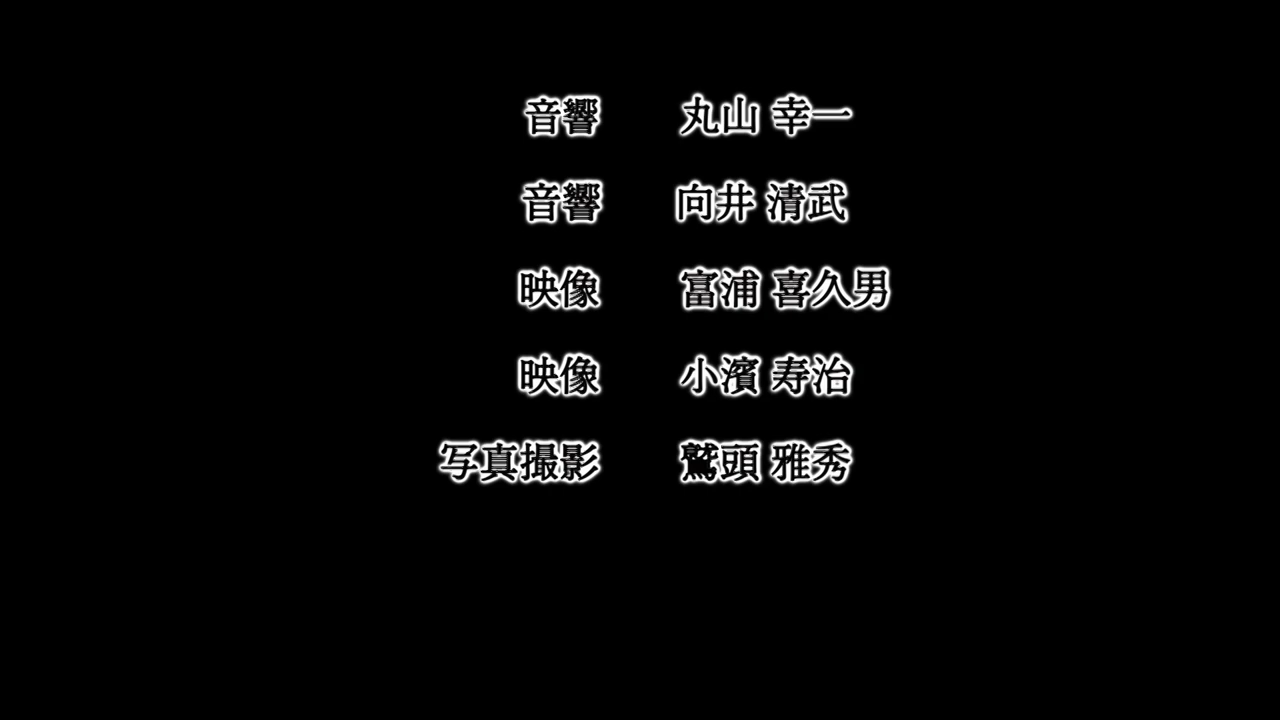 音響 丸山 幸一
音響 向井 清武
映像 富浦 喜久男
映像 小濱 寿治
写真撮影 鷲頭 雅秀